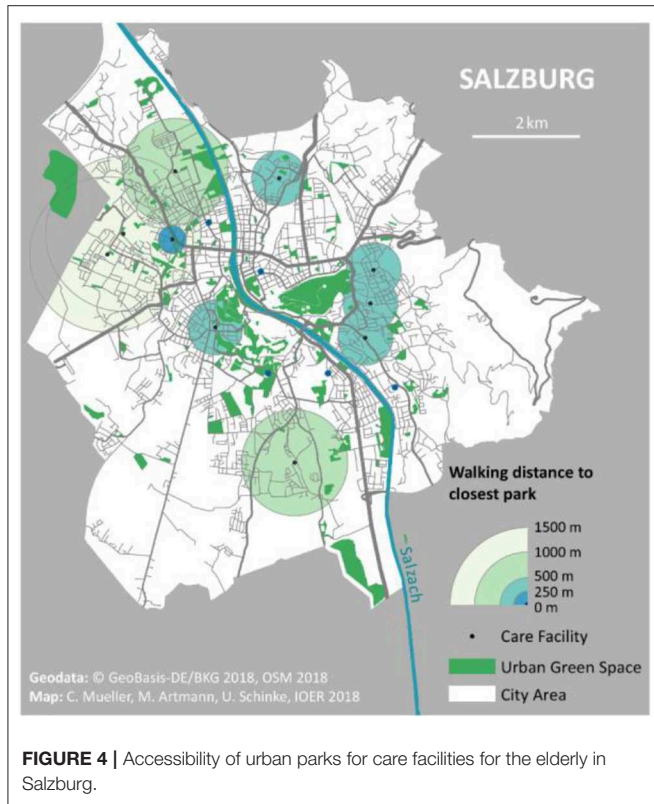 SALZBURG
2 km
Walking distance to
closest park
1500 m
1000 m
500 m
250 m
0 m
Care Facility
Urban Green Space
City Area
Salzach
Geodata: © GeoBasis-DE/BKG 2018, OSM 2018
Map: C. Mueller, M. Artmann, U. Schinke, IOER 2018
FIGURE 4 | Accessibility of urban parks for care facilities for the elderly in
Salzburg.